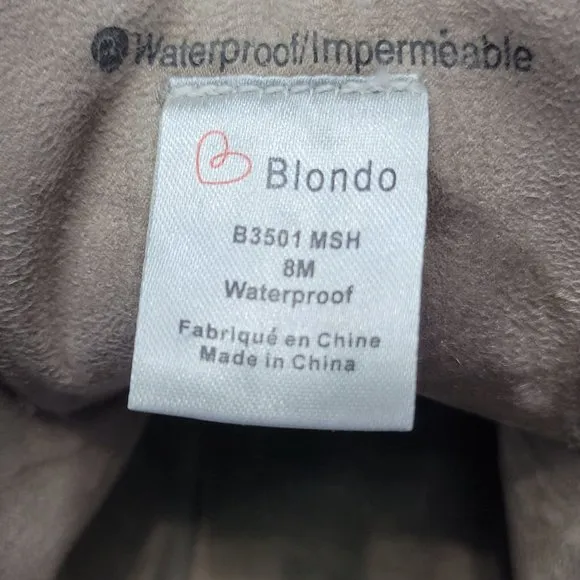 Waterproof/Imperméable
Blondo
B3501 MSH
8M
Waterproof
Fabriqué en Chine
Made in China